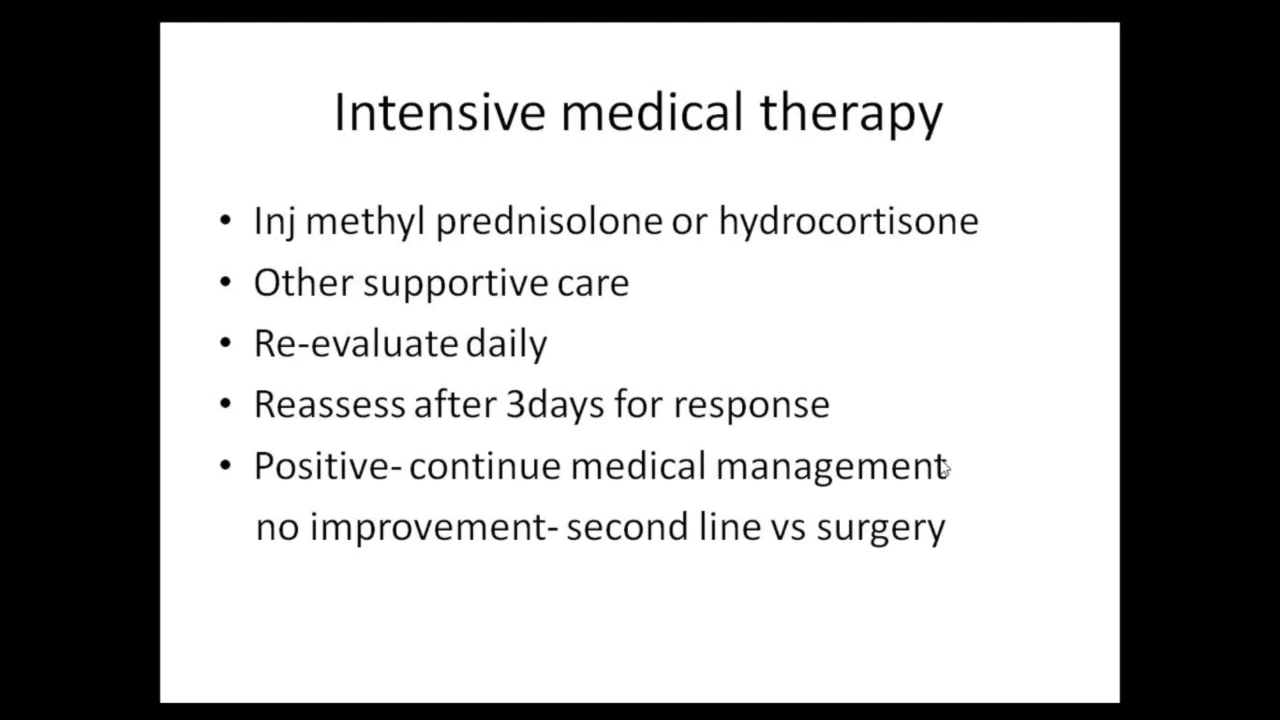 Intensive medical therapy
• Inj methyl prednisolone or hydrocortisone
• Other supportive care
• Re-evaluate daily
• Reassess after 3days for response
• Positive- continue medical management
no improvement- second line vs surgery